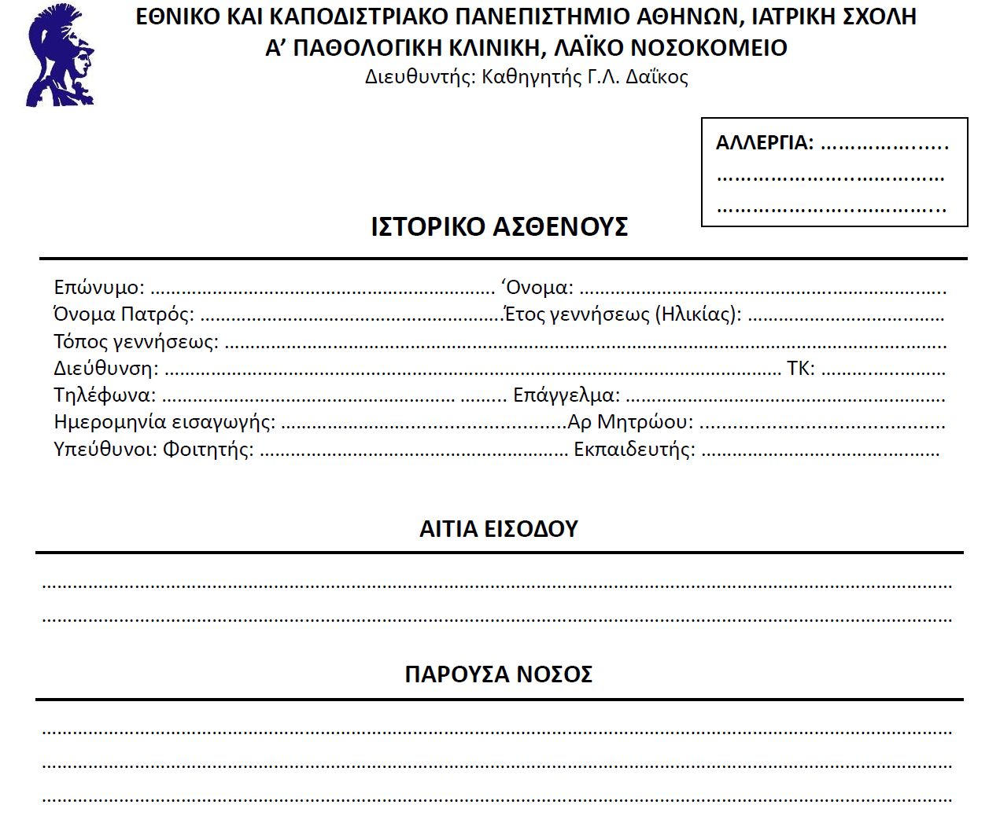 ΕΘΝΙΚΟ ΚΑΙ ΚΑΠΟΔΙΣΤΡΙΑΚΟ ΠΑΝΕΠΙΣΤΗΜΙΟ ΑΘΗΝΩΝ, ΙΑΤΡΙΚΗ ΣΧΟΛΗ
Α’ ΠΑΘΟΛΟΓΙΚΗ ΚΛΙΝΙΚΗ, ΛΑΪΚΟ ΝΟΣΟΚΟΜΕΙΟ
Διευθυντής: Καθηγητής Γ.Λ. Δαΐκος
ΑΛΛΕΡΓΙΑ: ……………......
…………………..……………
…………………..…………...
ΙΣΤΟΡΙΚΟ ΑΣΘΕΝΟΥΣ
Επώνυμο: …………………………………………………………. ‘Όνομα: ………………………………………….…………….…...
Όνομα Πατρός: …………………………………………………..Έτος γεννήσεως (Ηλικίας): …………………………..……
Τόπος γεννήσεως: ……………………………………………………………………………………………………………………..…...
Διεύθυνση: ………………………………………………………………………………………………………… ΤΚ: ……….…..………
Τηλέφωνα: ………………………………………………… …….. Επάγγελμα: …………………………………………………….
Ημερομηνία εισαγωγής: ……………………............................Αρ Μητρώου: ............................................
Υπεύθυνοι: Φοιτητής: …………………………………………………… Εκπαιδευτής: ……………………..……….…..……
ΑΙΤΙΑ ΕΙΣΟΔΟΥ
……………………………………………………………………………………………………………………………………………………………
……………………………………………………………………………………………………………………………………………………………
ΠΑΡΟΥΣΑ ΝΟΣΟΣ
……………………………………………………………………………………………………………………………………………………………
……………………………………………………………………………………………………………………………………………………………
……………………………………………………………………………………………………………………………………………………………